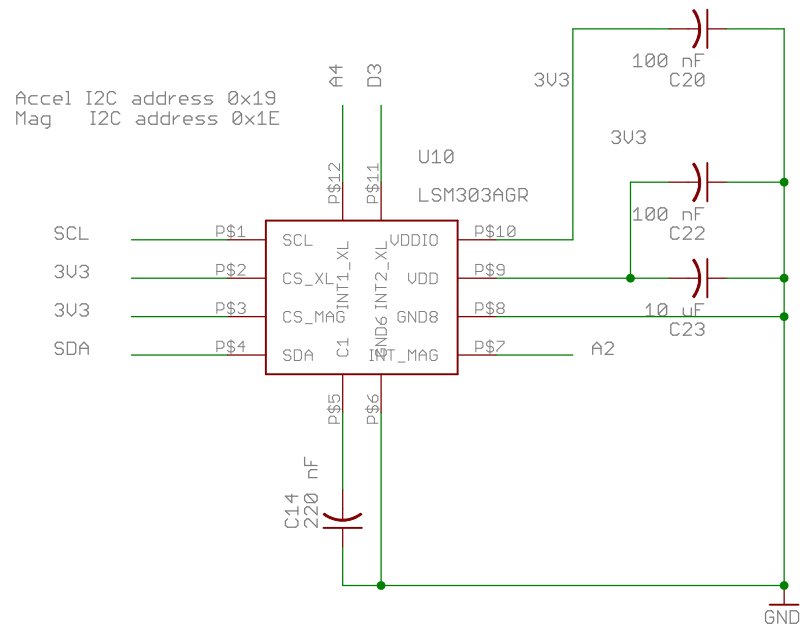 100 nF
C20
3V3
A4
D3
Accel I2C address 0x19
Mag I2C address 0x1E
3V3
U10
LSM303AGR
P$12
P$11
100 nF
C22
SCL
P$1
SCL
INT1_XL
INT2_XL
VDDIO
P$10
3V3
P$2
CS_XL
VDD
P$9
3V3
P$3
CS_MAG
GND8
P$8
10 uF
C23
SDA
P$4
SDA
C1
GND6
INT_MAG
P$7
A2
P$5
P$6
C14
220 nF
GND